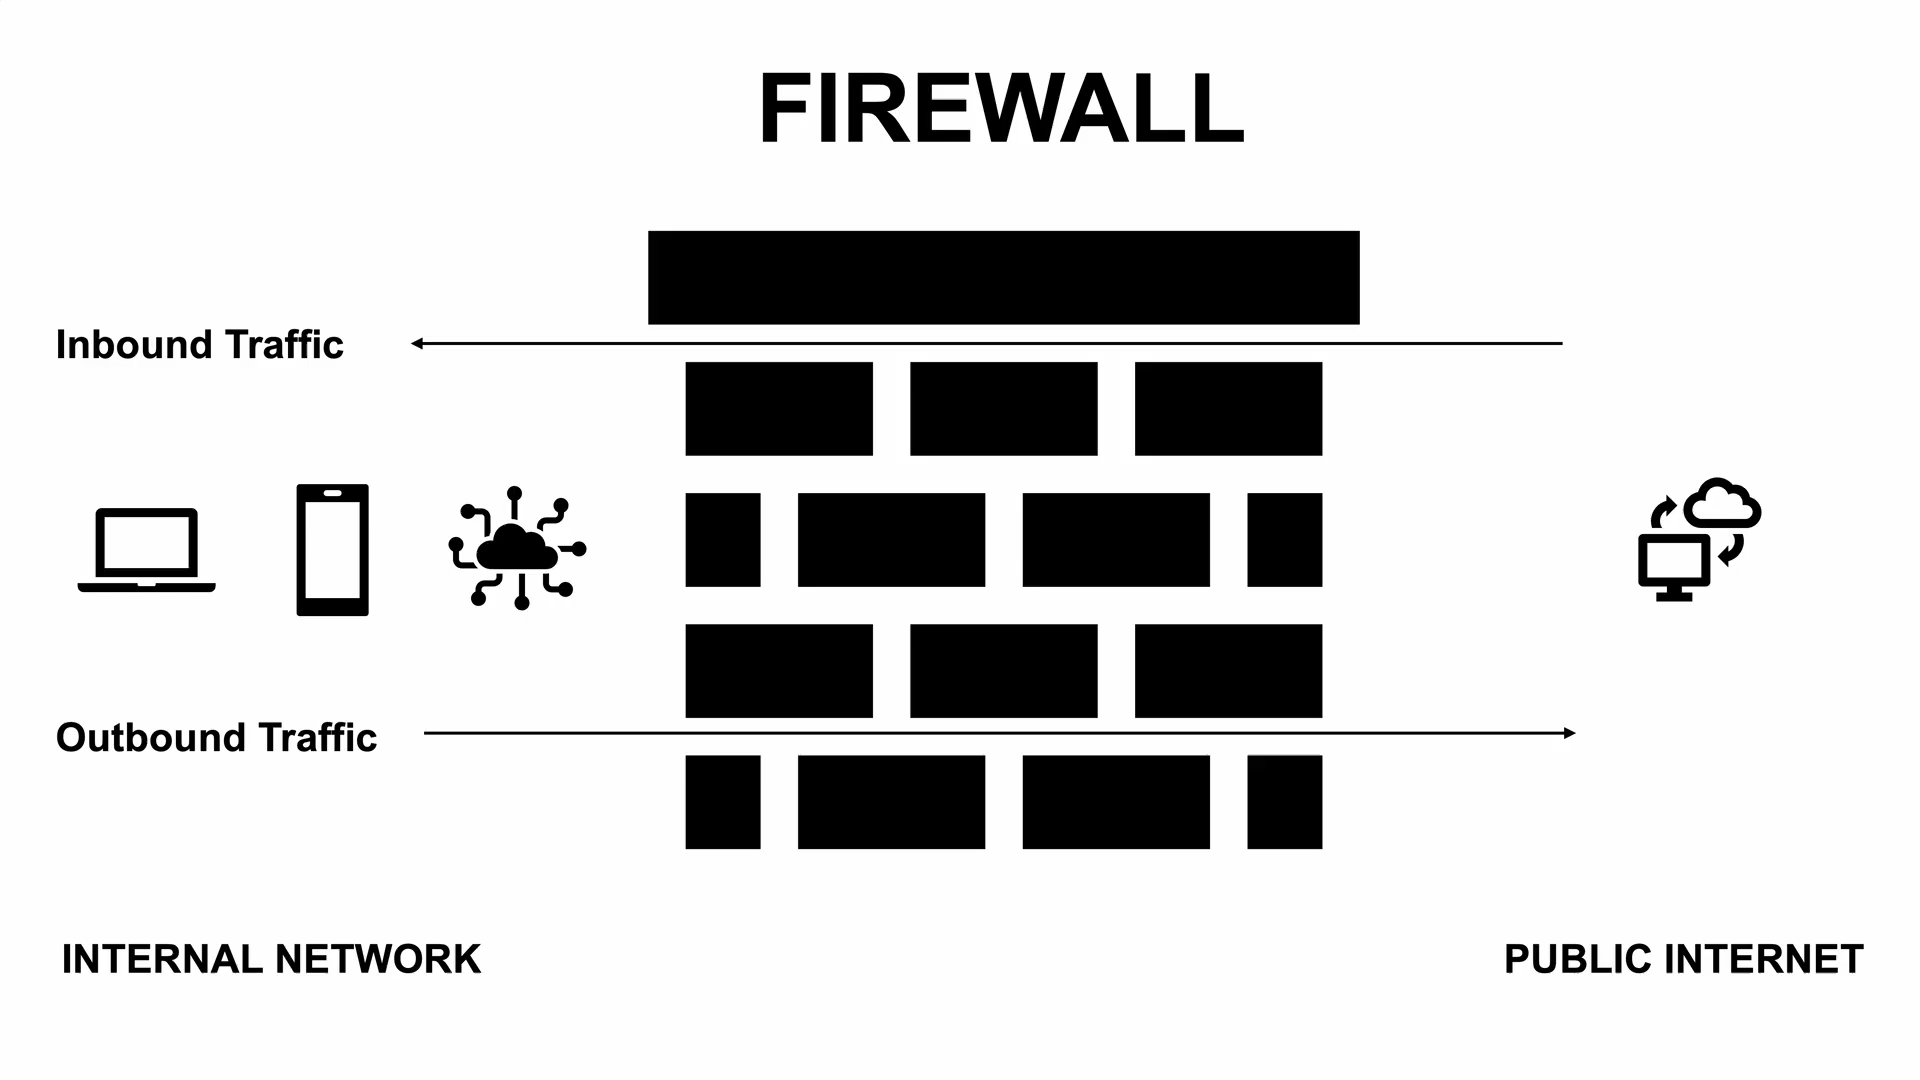 FIREWALL
Inbound Traffic
Outbound Traffic
INTERNAL NETWORK
PUBLIC INTERNET